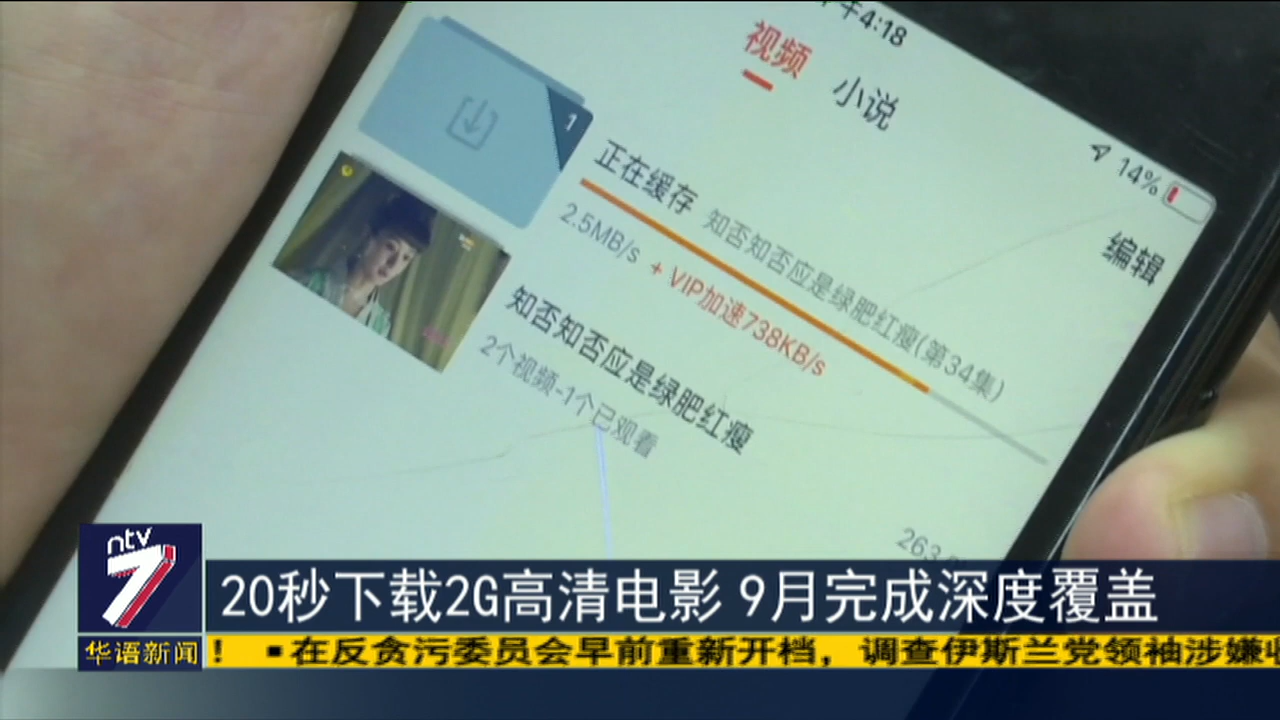 午4:18
14%
视频 小说
编辑
1
正在缓存 知否知否应是绿肥红瘦(第34集)
2.5MB/s + VIP加速738KB/s
知否知否应是绿肥红瘦
2个视频-1个已观看
263.
ntv
7
20秒下载2G高清电影 9月完成深度覆盖
华语新闻
! ▪在反贪污委员会早前重新开档，调查伊斯兰党领袖涉嫌收